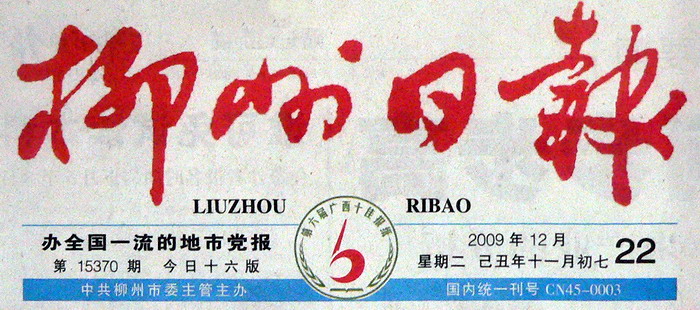 柳州日報
LIUZHOU RIBAO
办全国一流的地市党报
第 15370 期 今日十六版
中共柳州市委主管主办
第六届广西十佳报纸
6
2009 年 12 月
星期二 己丑年十一月初七
22
国内统一刊号 CN45-0003